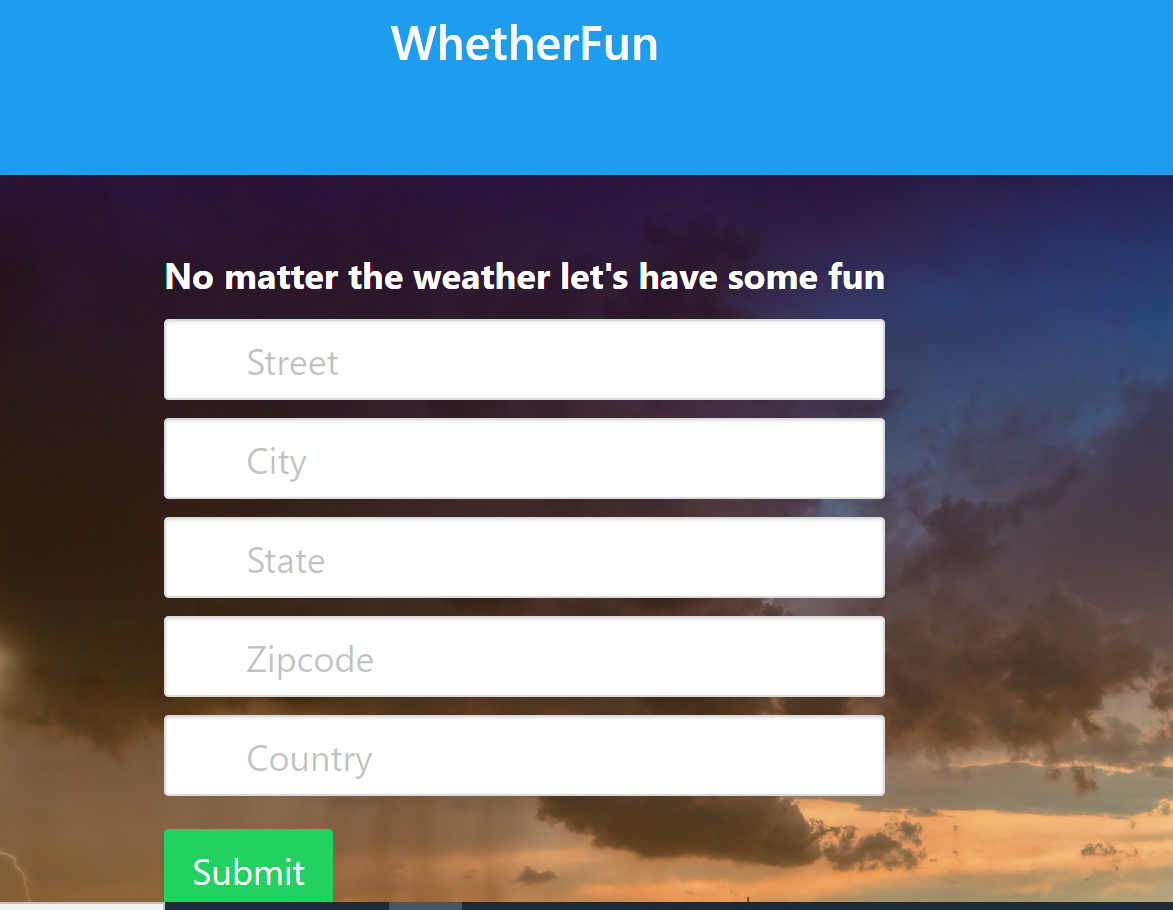 WhetherFun
No matter the weather let's have some fun
Street
City
State
Zipcode
Country
Submit